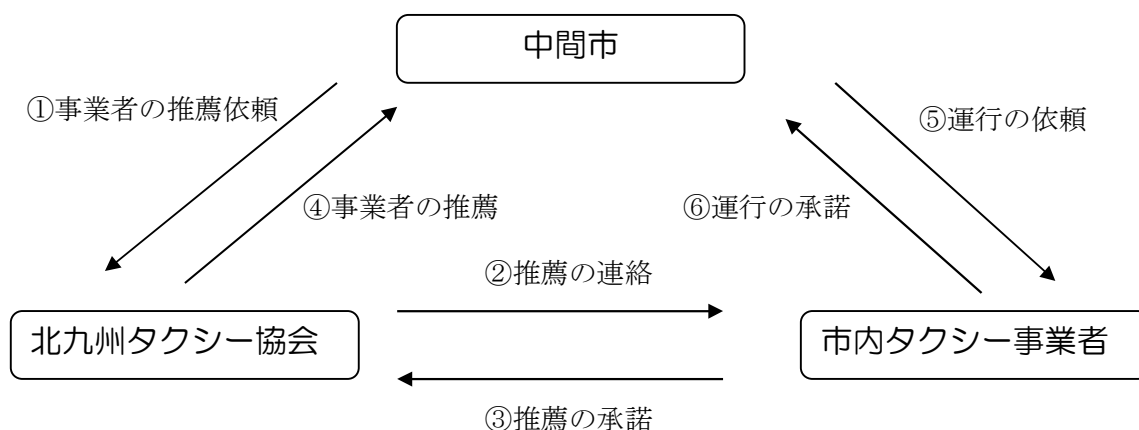 中間市
①事業者の推薦依頼
⑤運行の依頼
④事業者の推薦
⑥運行の承諾
②推薦の連絡
北九州タクシー協会
市内タクシー事業者
③推薦の承諾